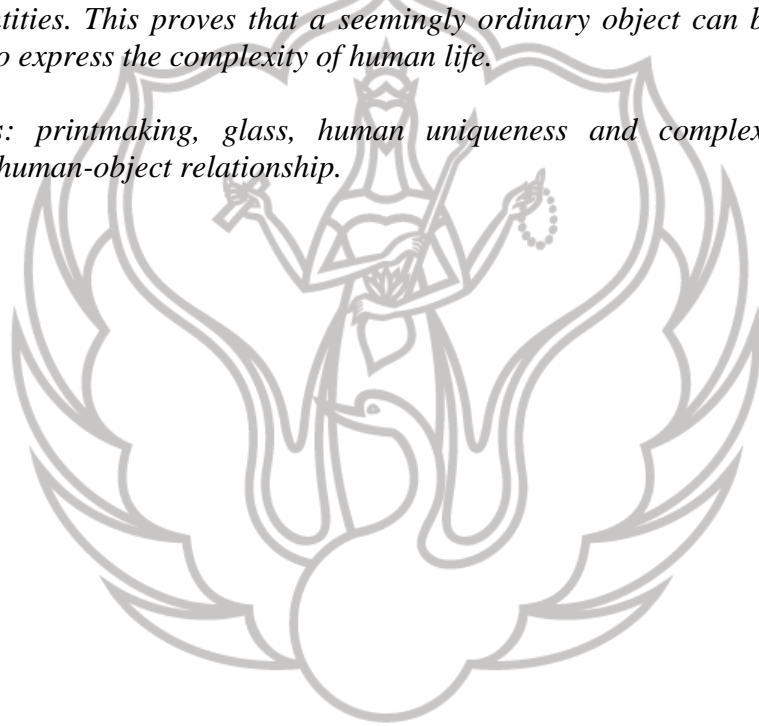 ntities. This proves that a seemingly ordinary object can b
o express the complexity of human life.
s: printmaking, glass, human uniqueness and complex
human-object relationship.